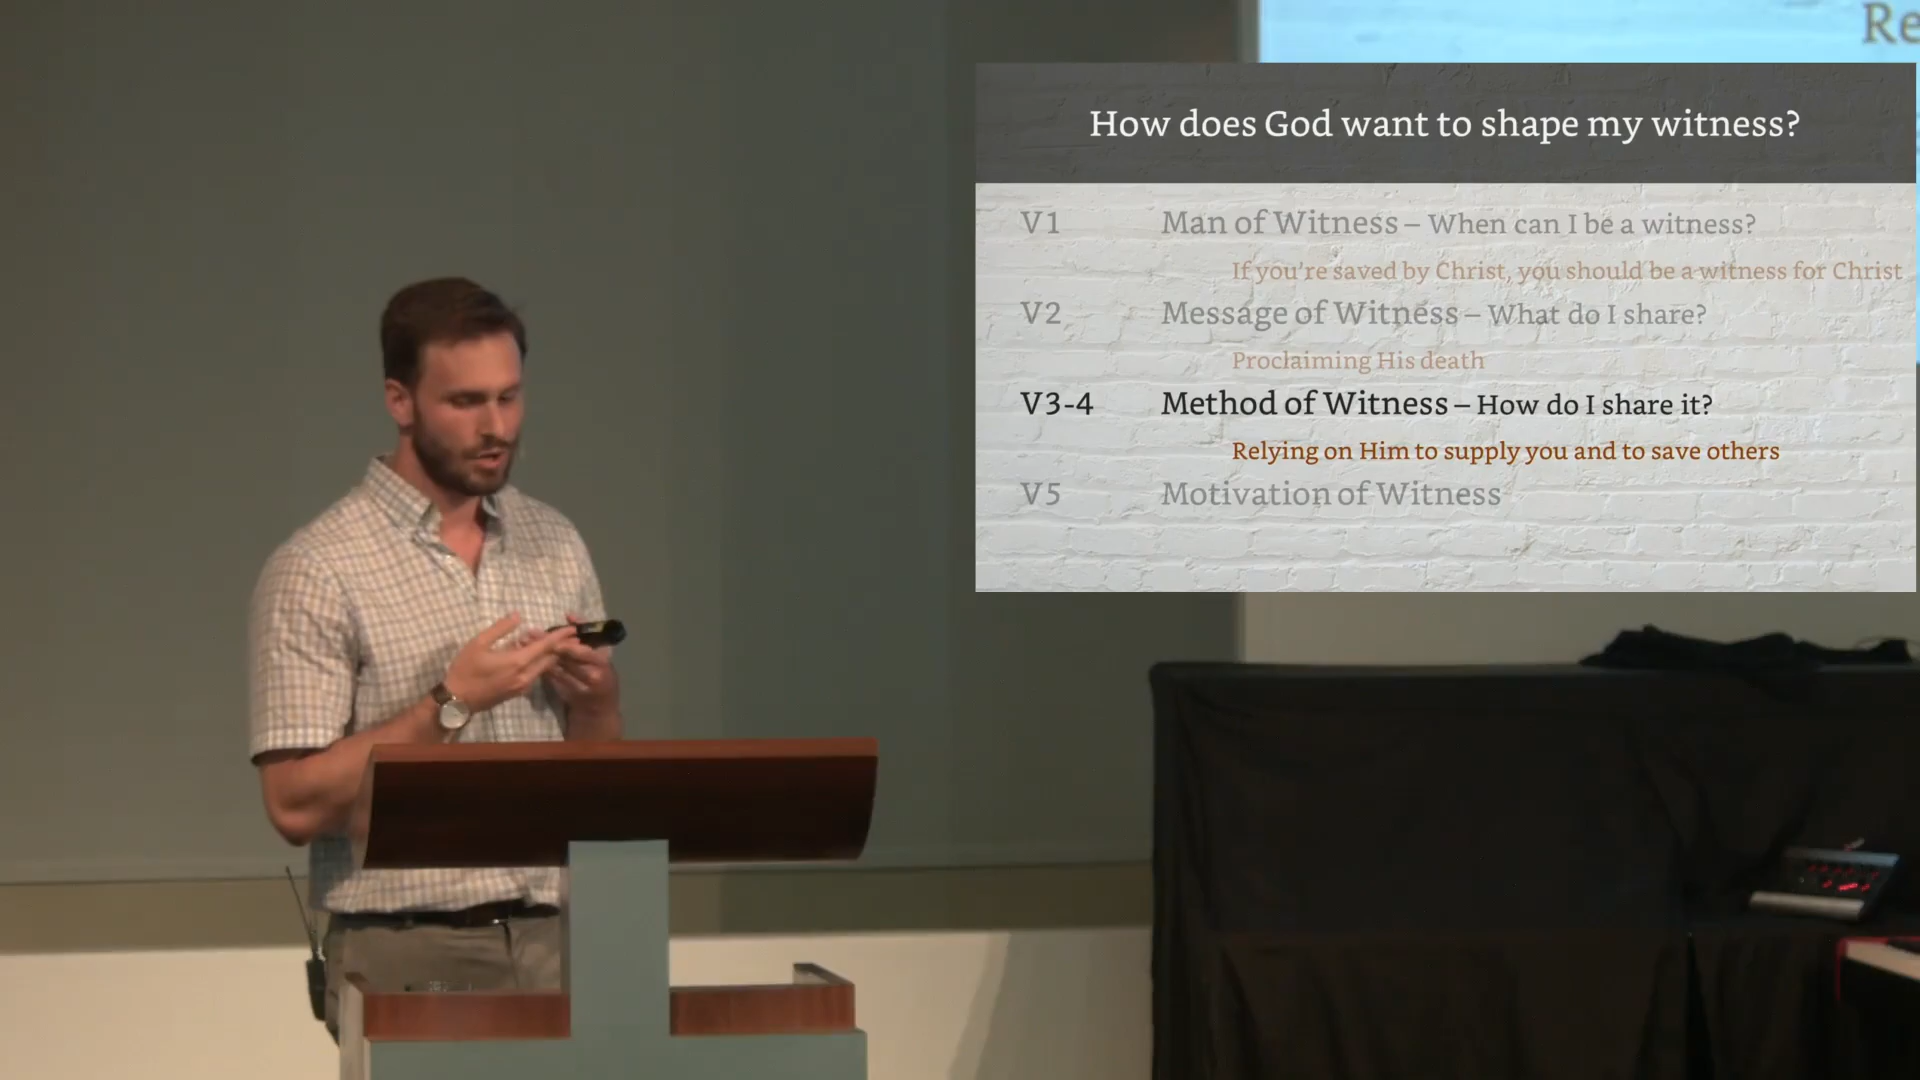 Re
How does God want to shape my witness?
V1 Man of Witness – When can I be a witness?
If you're saved by Christ, you should be a witness for Christ
V2 Message of Witness – What do I share?
Proclaiming His death
V3-4 Method of Witness – How do I share it?
Relying on Him to supply you and to save others
V5 Motivation of Witness